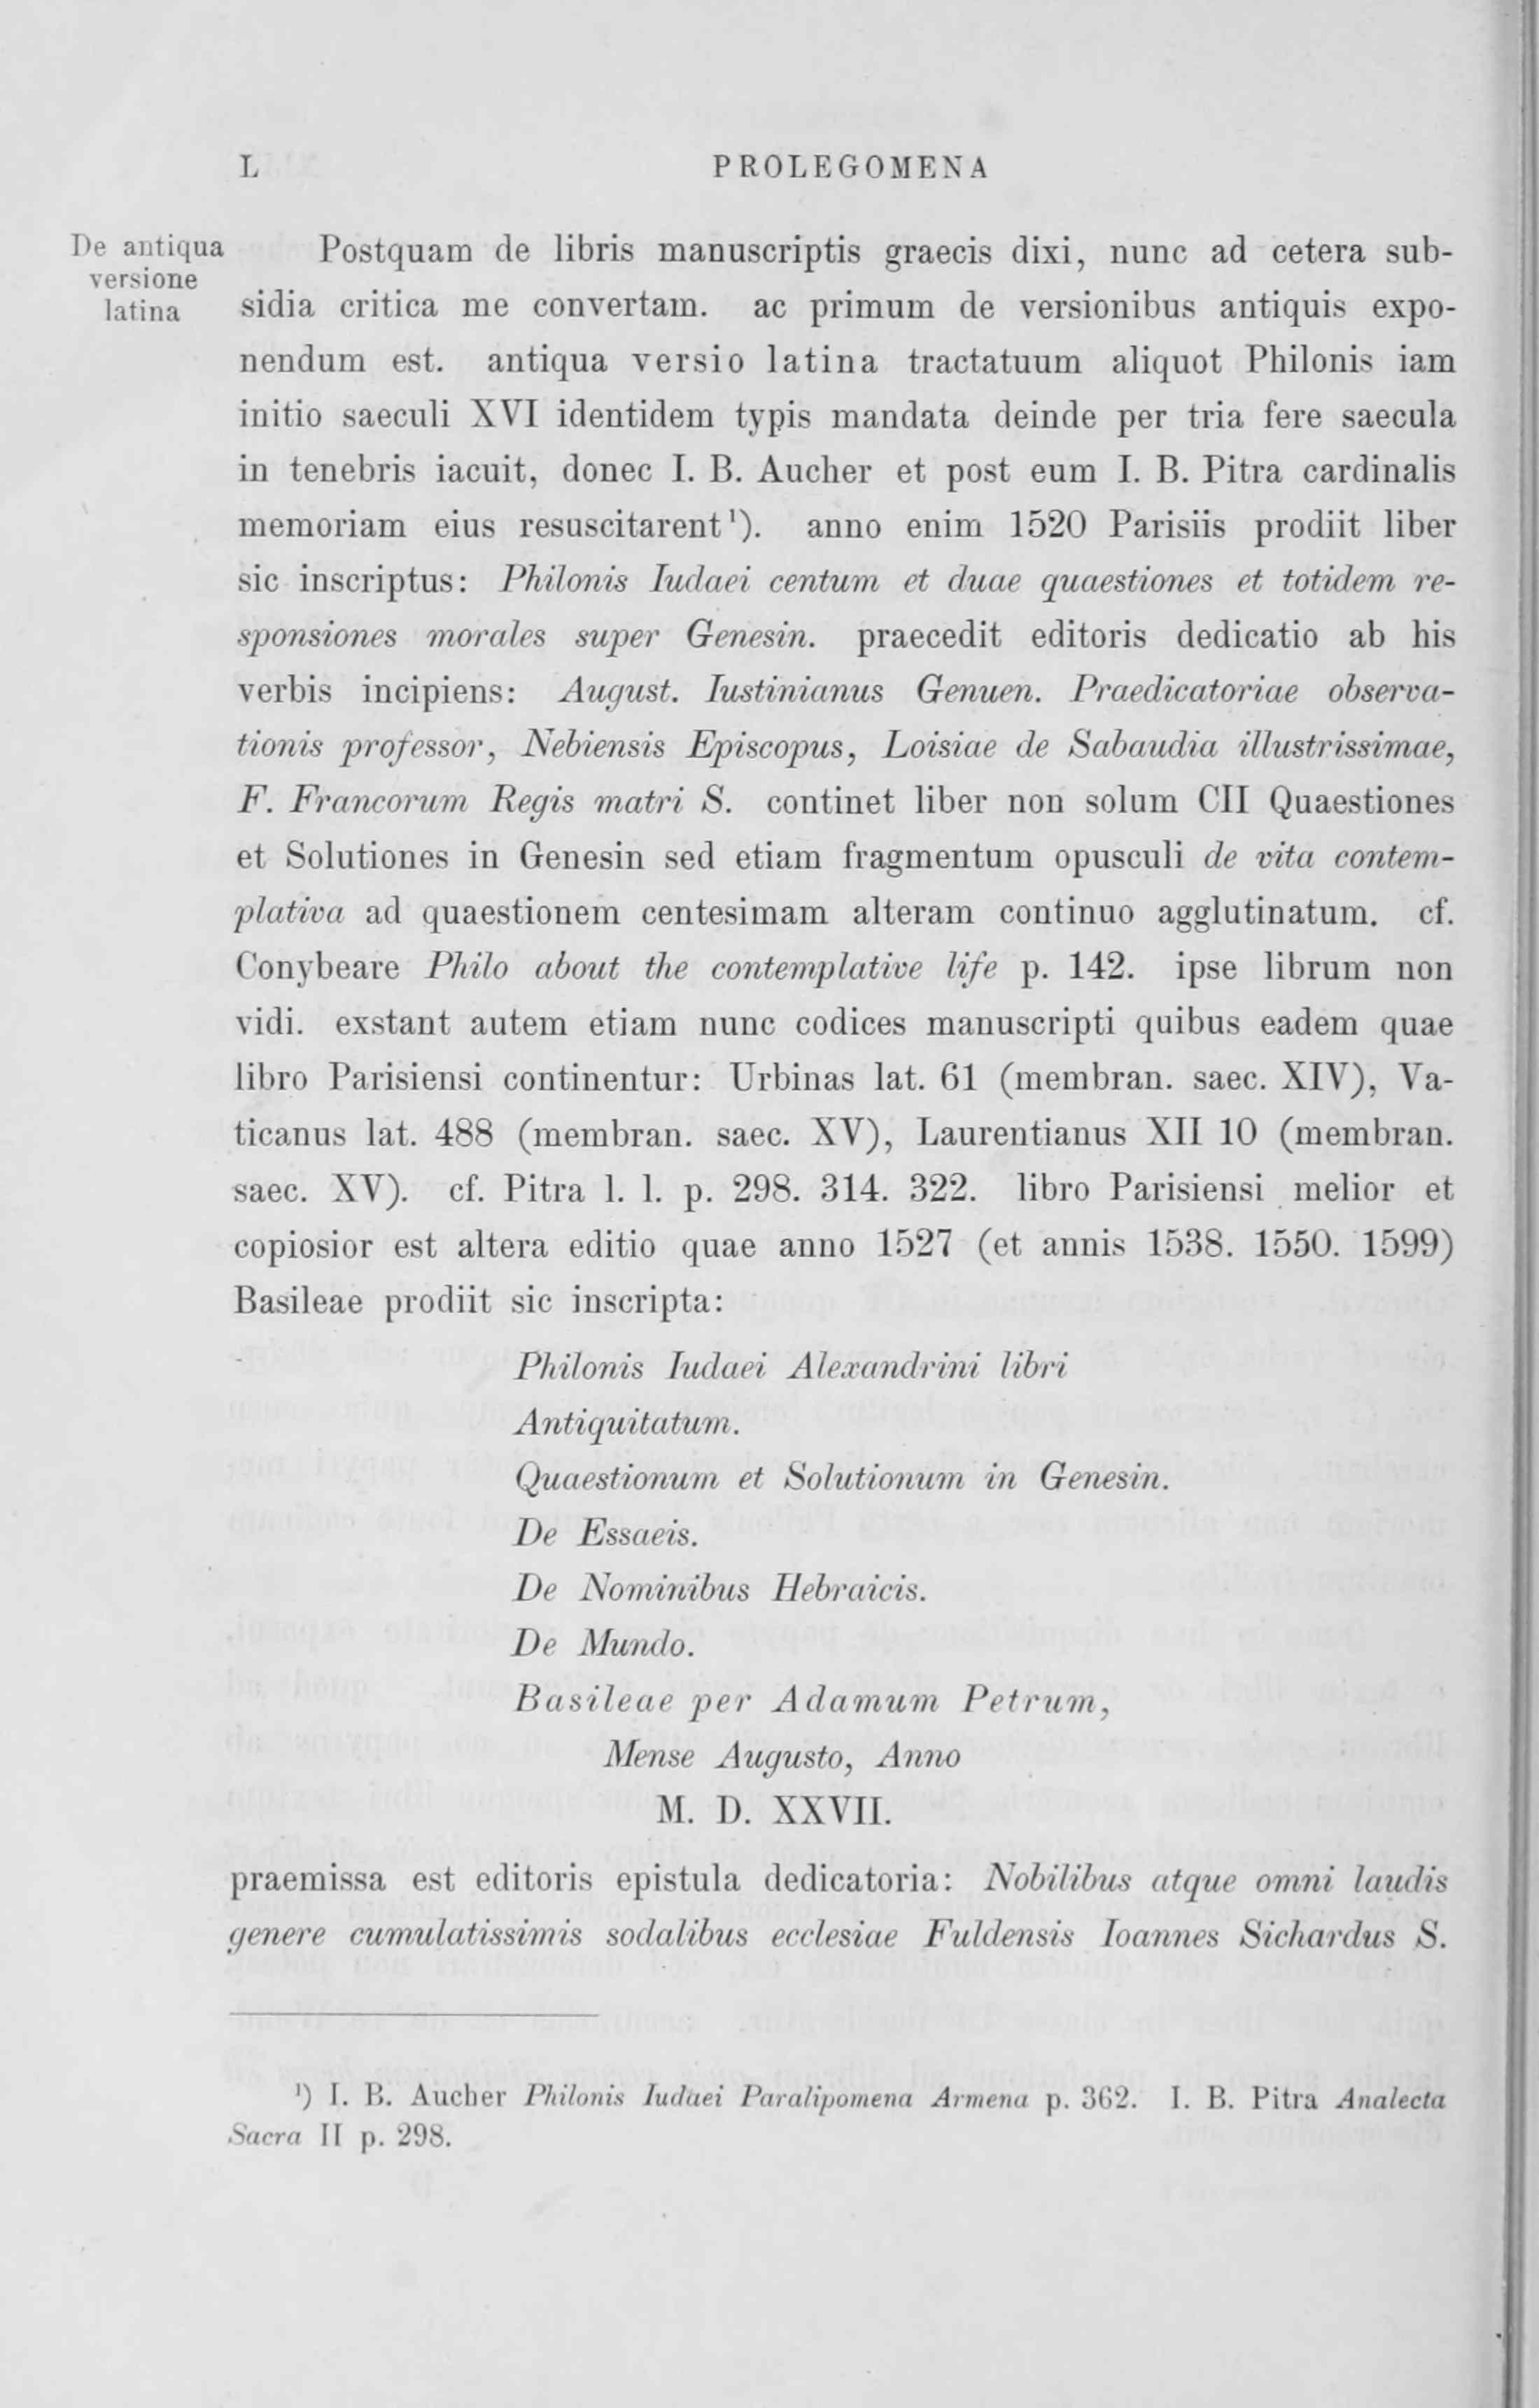 L PROLEGOMENA
De antiqua
versione
latina
Postquam de libris manuscriptis graecis dixi, nunc ad cetera sub-
sidia critica me convertam. ac primum de versionibus antiquis expo-
nendum est. antiqua versio latina tractatuum aliquot Philonis iam
initio saeculi XVI identidem typis mandata deinde per tria fere saecula
in tenebris iacuit, donec I. B. Aucher et post eum I. B. Pitra cardinalis
memoriam eius resuscitarent¹). anno enim 1520 Parisiis prodiit liber
sic inscriptus: Philonis Iudaei centum et duae quaestiones et totidem re-
sponsiones morales super Genesin. praecedit editoris dedicatio ab his
verbis incipiens: August. Iustinianus Genuen. Praedicatoriae observa-
tionis professor, Nebiensis Episcopus, Loisiae de Sabaudia illustrissimae,
F. Francorum Regis matri S. continet liber non solum CII Quaestiones
et Solutiones in Genesin sed etiam fragmentum opusculi de vita contem-
plativa ad quaestionem centesimam alteram continuo agglutinatum. cf.
Conybeare Philo about the contemplative life p. 142. ipse librum non
vidi. exstant autem etiam nunc codices manuscripti quibus eadem quae
libro Parisiensi continentur: Urbinas lat. 61 (membran. saec. XIV), Va-
ticanus lat. 488 (membran. saec. XV), Laurentianus XII 10 (membran.
saec. XV). cf. Pitra l. l. p. 298. 314. 322. libro Parisiensi melior et
copiosior est altera editio quae anno 1527 (et annis 1538. 1550. 1599)
Basileae prodiit sic inscripta:
Philonis Iudaei Alexandrini libri
Antiquitatum.
Quaestionum et Solutionum in Genesin.
De Essaeis.
De Nominibus Hebraicis.
De Mundo.
Basileae per Adamum Petrum,
Mense Augusto, Anno
M. D. XXVII.
praemissa est editoris epistula dedicatoria: Nobilibus atque omni laudis
genere cumulatissimis sodalibus ecclesiae Fuldensis Ioannes Sichardus S.
¹) I. B. Aucher Philonis Iudaei Paralipomena Armena p. 362. I. B. Pitra Analecta
Sacra II p. 298.